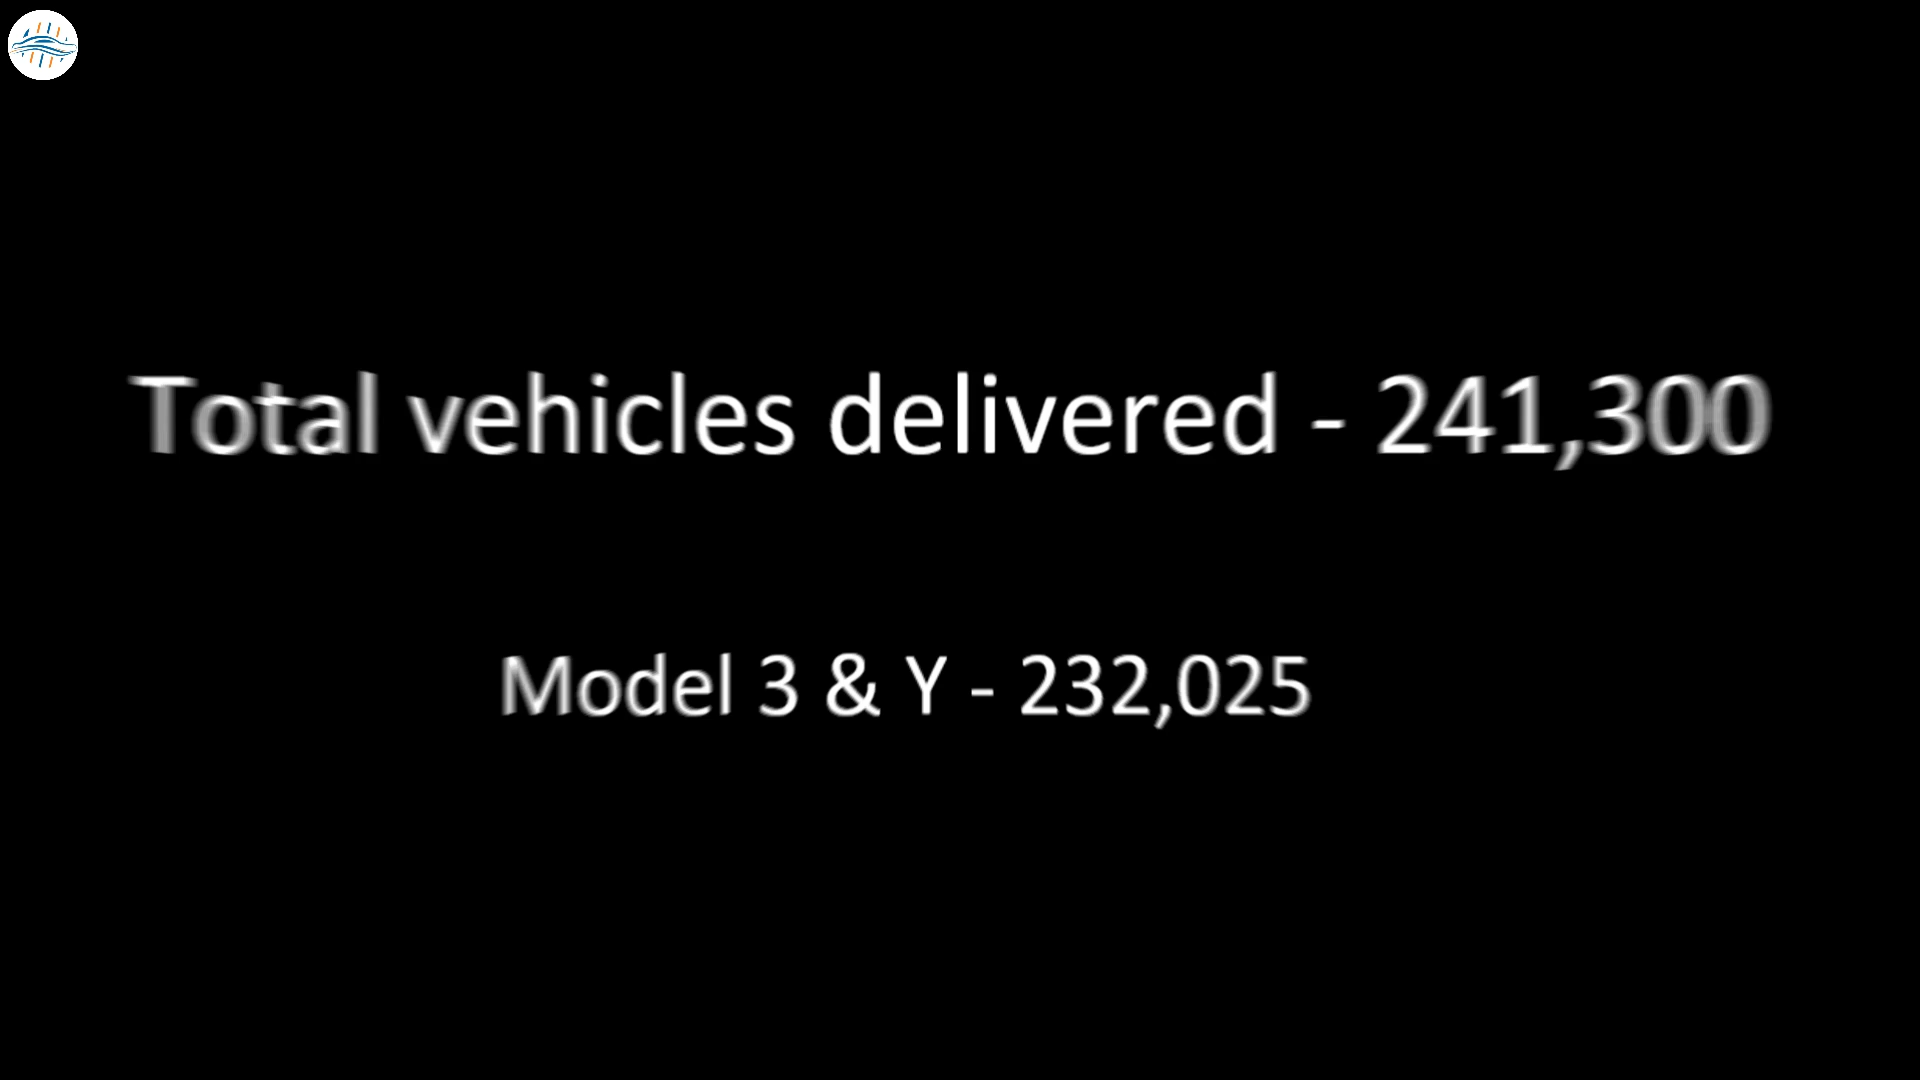 Total vehicles delivered - 241,300
Model 3 & Y - 232,025